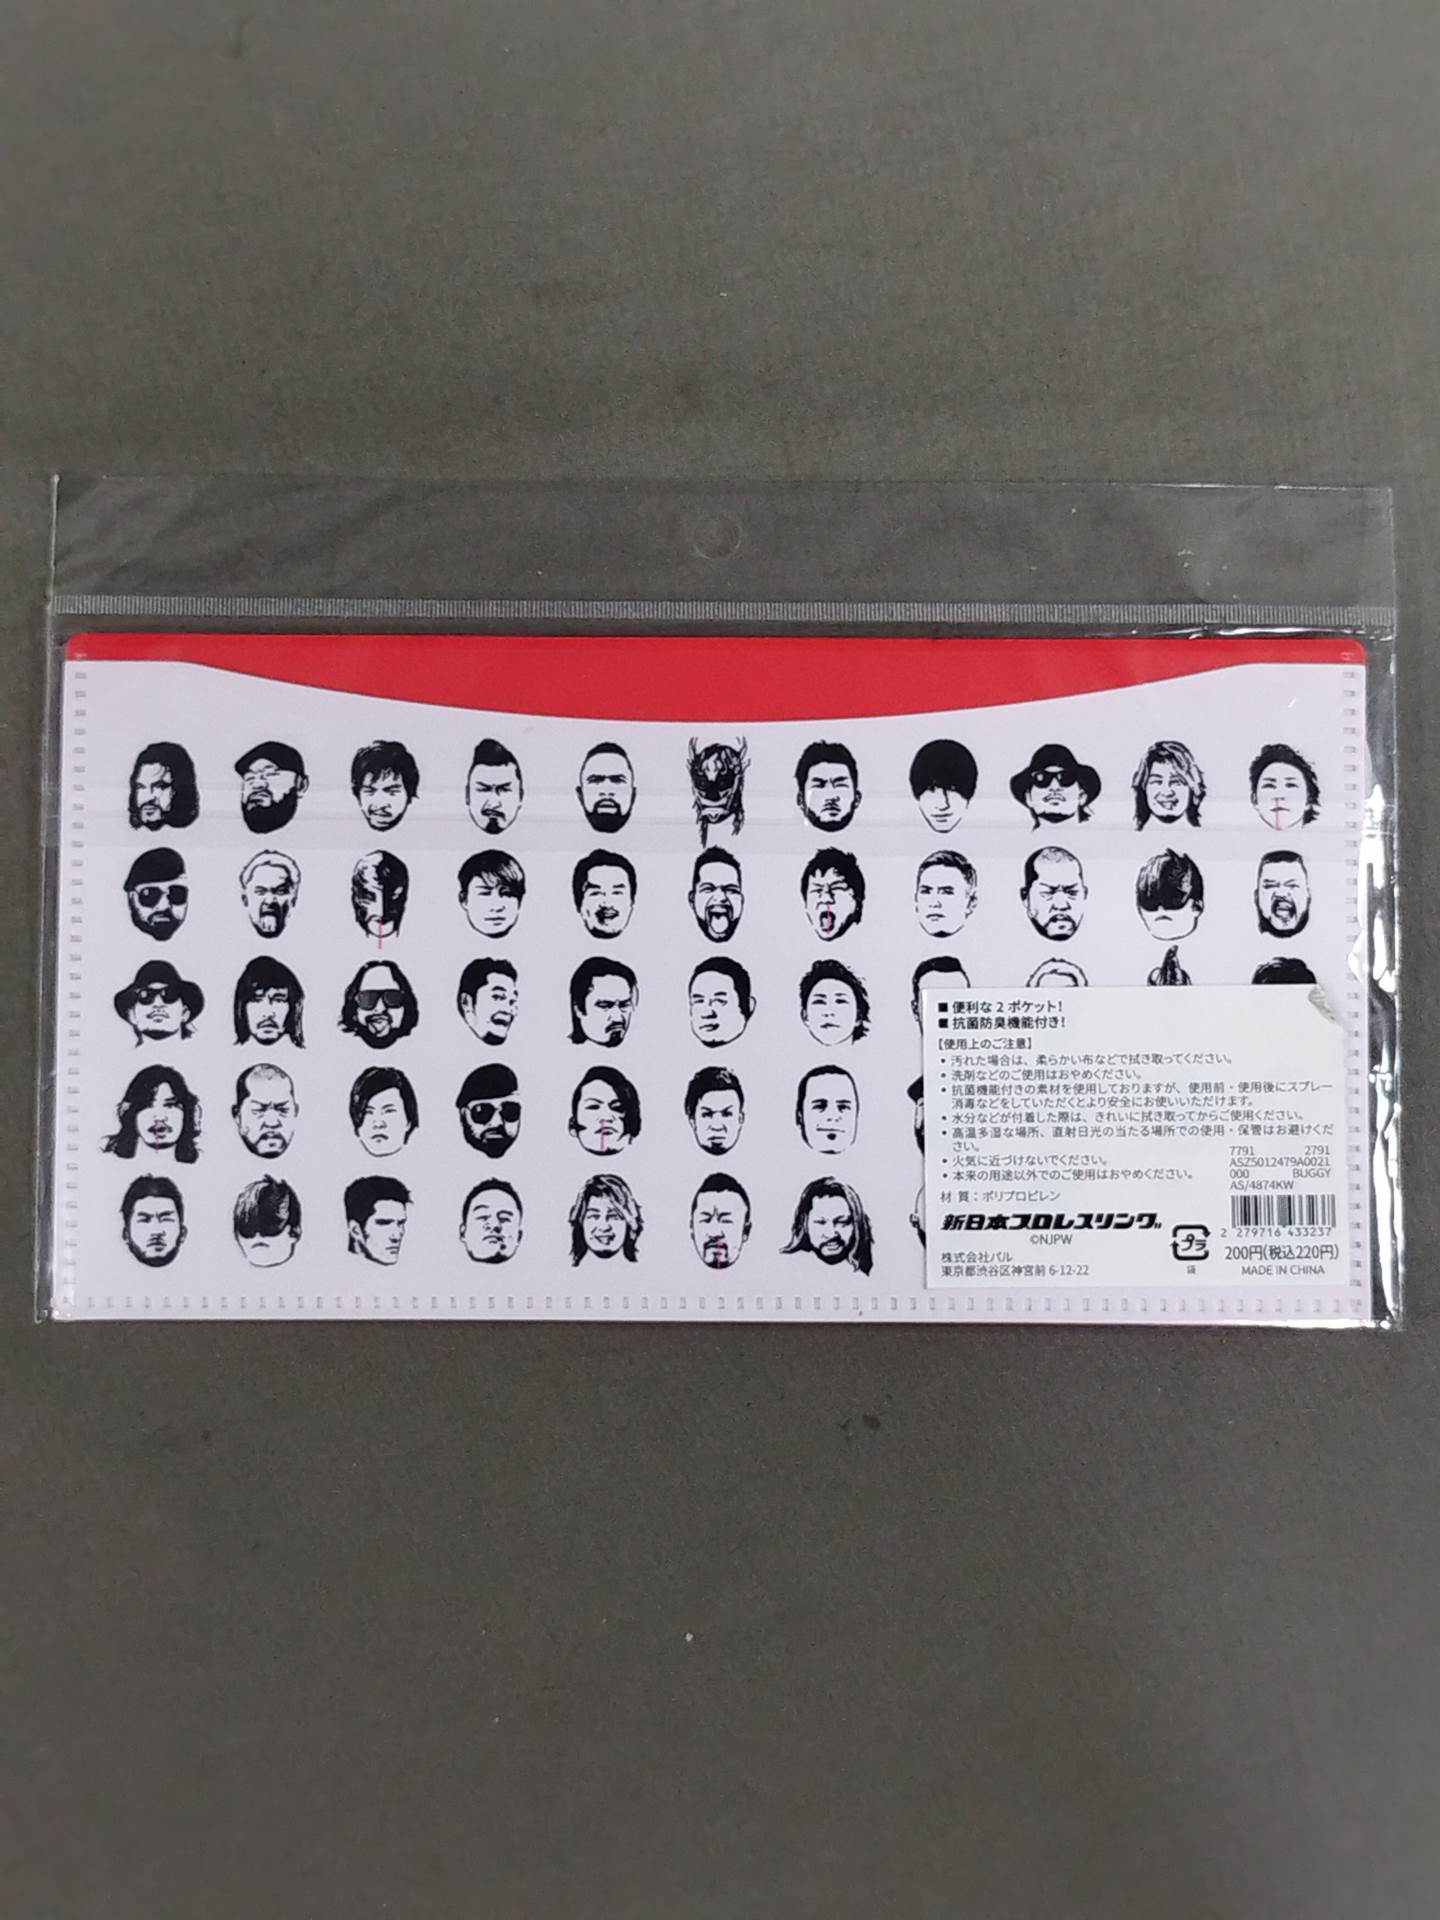 ■ 便利な2ポケット!
■ 抗菌防臭機能付き!
【使用上のご注意】
• 汚れた場合は、柔らかい布などで拭き取ってください。
• 洗剤などのご使用はおやめください。
• 抗菌機能付きの素材を使用しておりますが、使用前・使用後にスプレー
消毒などをしていただくとより安全にお使いいただけます。
• 水分などが付着した際は、きれいに拭き取ってからご使用ください。
• 高温多湿な場所、直射日光の当たる場所での使用・保管はお避けくだ
さい。
• 火気に近づけないでください。
• 本来の用途以外でのご使用はおやめください。
7791 2791
ASZ5012479A0021
000 BUGGY
AS/4874KW
材 質：ポリプロピレン
新日本プロレスリング
©NJPW
株式会社パル
東京都渋谷区神宮前 6-12-22
プラ
袋
2 279716 433237
200円(税込220円)
MADE IN CHINA